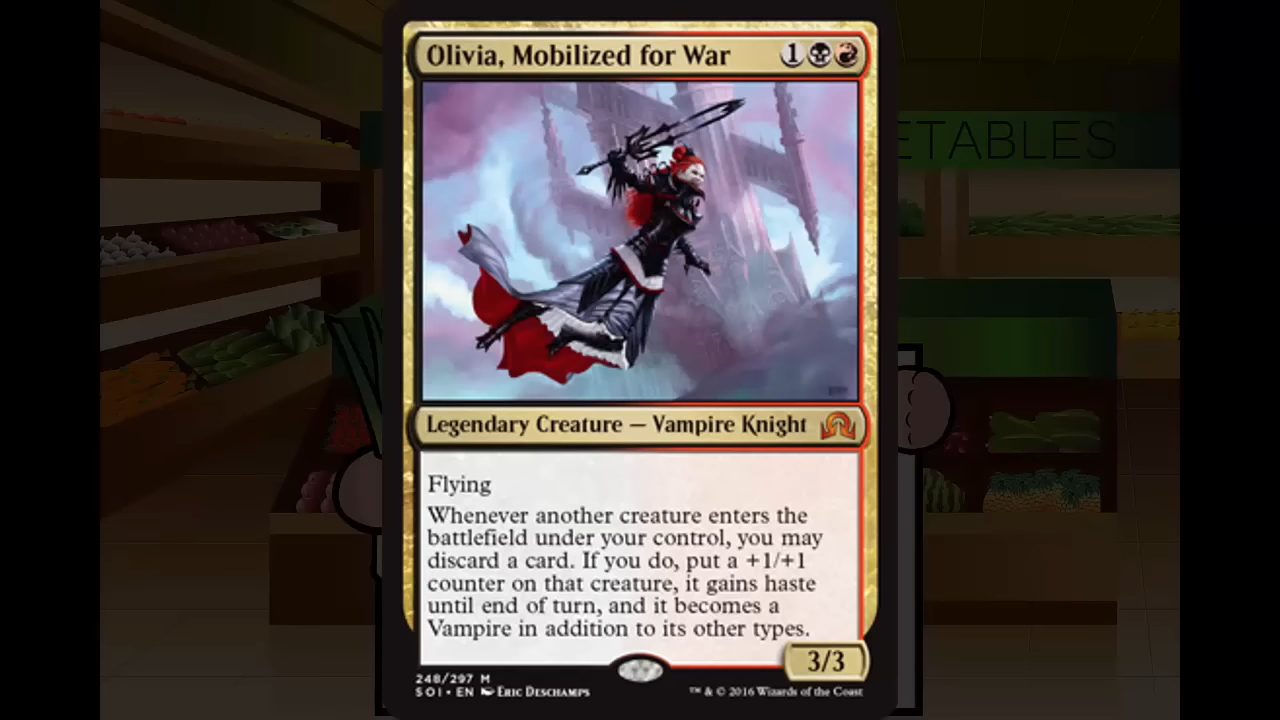 Olivia, Mobilized for War 1
ETABLES
Legendary Creature — Vampire Knight
Flying
Whenever another creature enters the
battlefield under your control, you may
discard a card. If you do, put a +1/+1
counter on that creature, it gains haste
until end of turn, and it becomes a
Vampire in addition to its other types.
3/3
248/297 M
SOI • EN Eric Deschamps
™ & © 2016 Wizards of the Coast